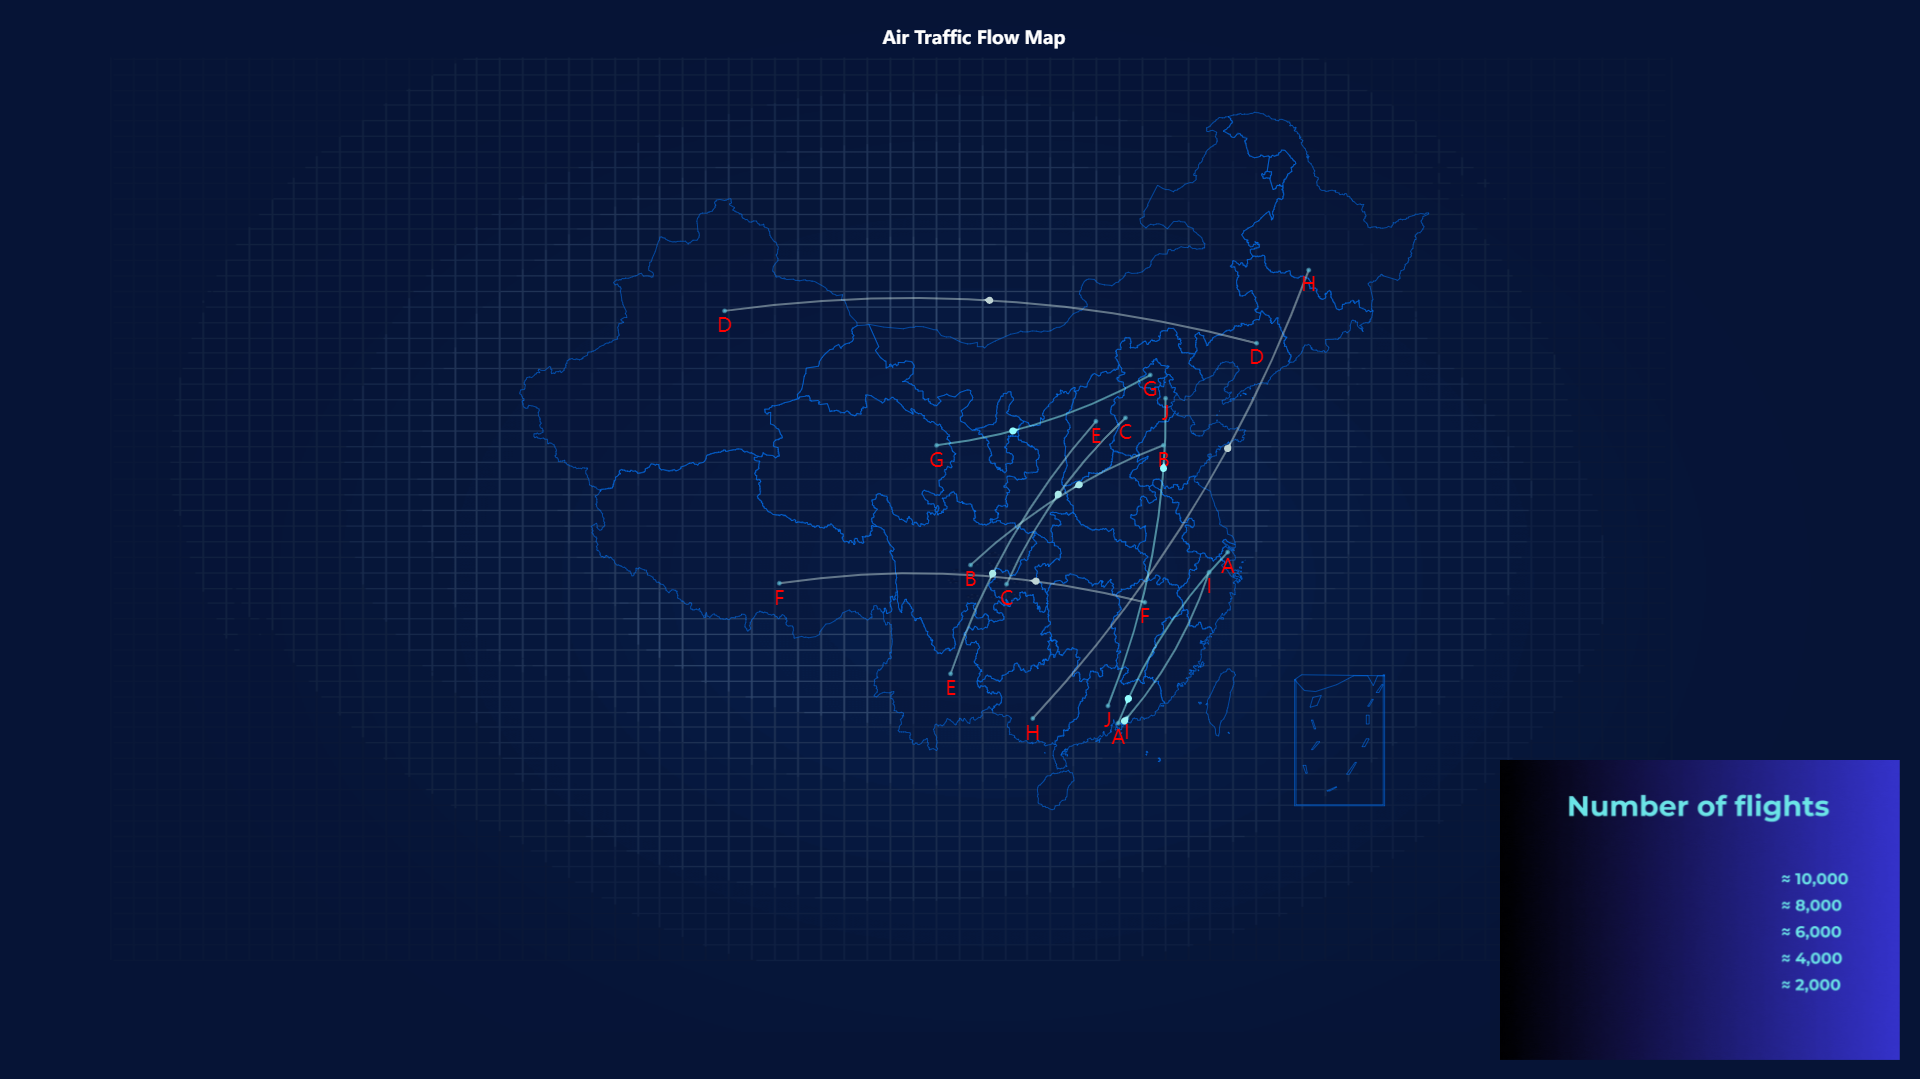 Air Traffic Flow Map
H
D
D
G
J
E
C
G
B
A
B
I
C
F
F
E
J
H
A
I
Number of flights
≈ 10,000
≈ 8,000
≈ 6,000
≈ 4,000
≈ 2,000